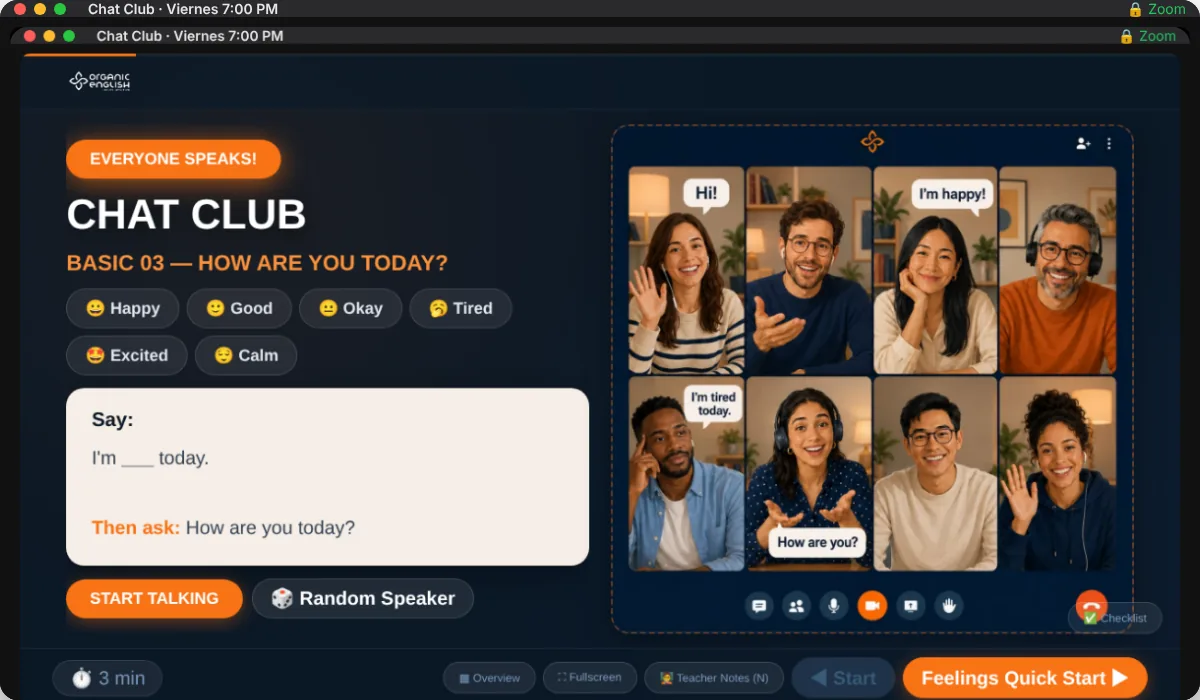 Chat Club · Viernes 7:00 PM
🔒 Zoom
Chat Club · Viernes 7:00 PM
🔒 Zoom
ORGANIC
ENGLISH
EVERYONE SPEAKS!
CHAT CLUB
BASIC 03 — HOW ARE YOU TODAY?
😀 Happy
🙂 Good
😐 Okay
🥱 Tired
🤩 Excited
😌 Calm
Say:
I'm ___ today.
Then ask: How are you today?
START TALKING
🎲 Random Speaker
Hi!
I'm happy!
I'm tired
today.
How are you?
✅ Checklist
⏱️ 3 min
▦ Overview
⛶ Fullscreen
🧑‍🏫 Teacher Notes (N)
◀ Start
Feelings Quick Start ▶